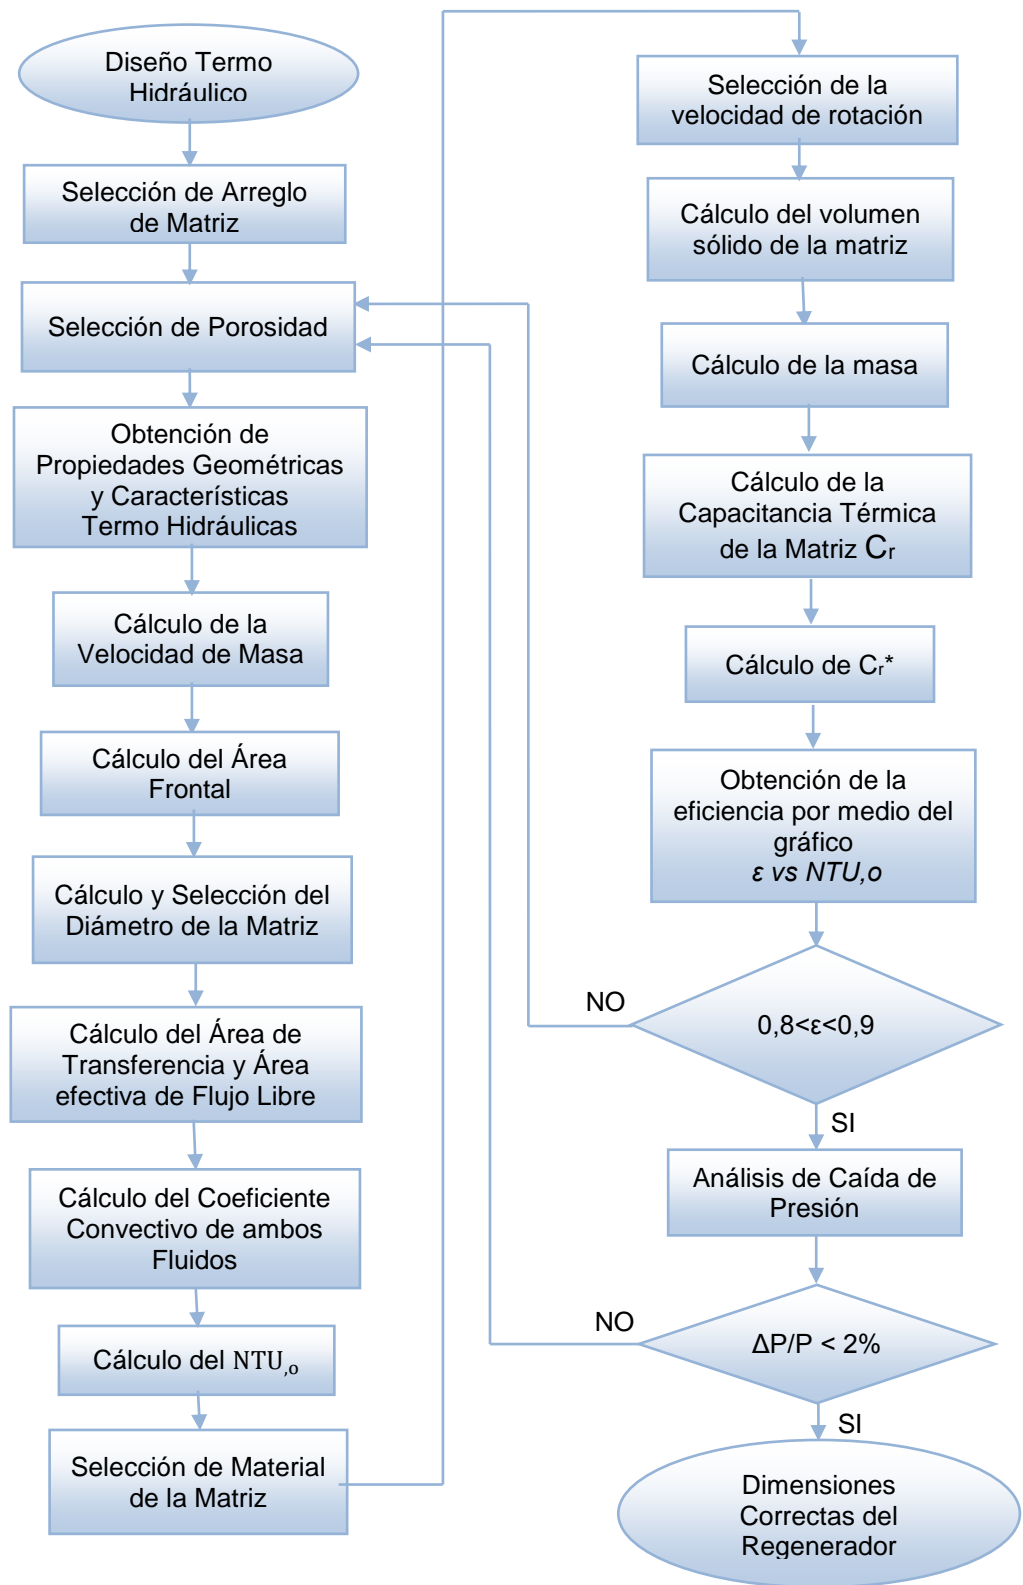 Diseño Termo
Hidráulico
Selección de Arreglo
de Matriz
Selección de Porosidad
Obtención de
Propiedades Geométricas
y Características
Termo Hidráulicas
Cálculo de la
Velocidad de Masa
Cálculo del Área
Frontal
Cálculo y Selección del
Diámetro de la Matriz
Cálculo del Área de
Transferencia y Área
efectiva de Flujo Libre
Cálculo del Coeficiente
Convectivo de ambos
Fluidos
Cálculo del NTU,o
Selección de Material
de la Matriz
Selección de la
velocidad de rotación
Cálculo del volumen
sólido de la matriz
Cálculo de la masa
Cálculo de la
Capacitancia Térmica
de la Matriz Cr
Cálculo de Cr*
Obtención de la
eficiencia por medio del
gráfico
ε vs NTU,o
NO
0,8<ε<0,9
SI
Análisis de Caída de
Presión
NO
ΔP/P < 2%
SI
Dimensiones
Correctas del
Regenerador